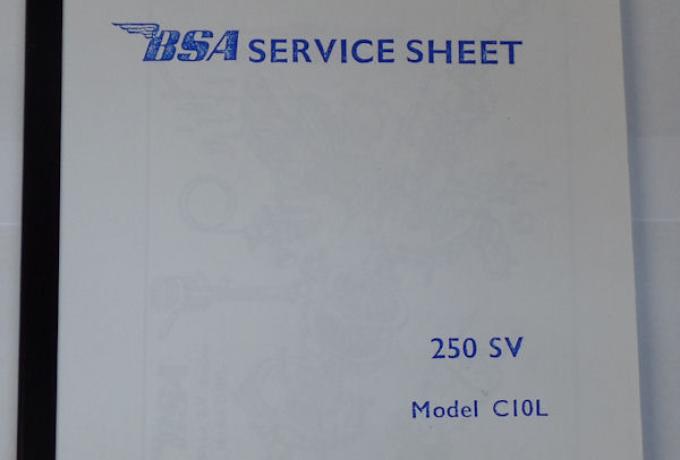 BSA SERVICE SHEET
250 SV
Model C10L